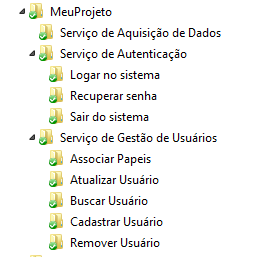 MeuProjeto
Serviço de Aquisição de Dados
Serviço de Autenticação
Logar no sistema
Recuperar senha
Sair do sistema
Serviço de Gestão de Usuários
Associar Papeis
Atualizar Usuário
Buscar Usuário
Cadastrar Usuário
Remover Usuário